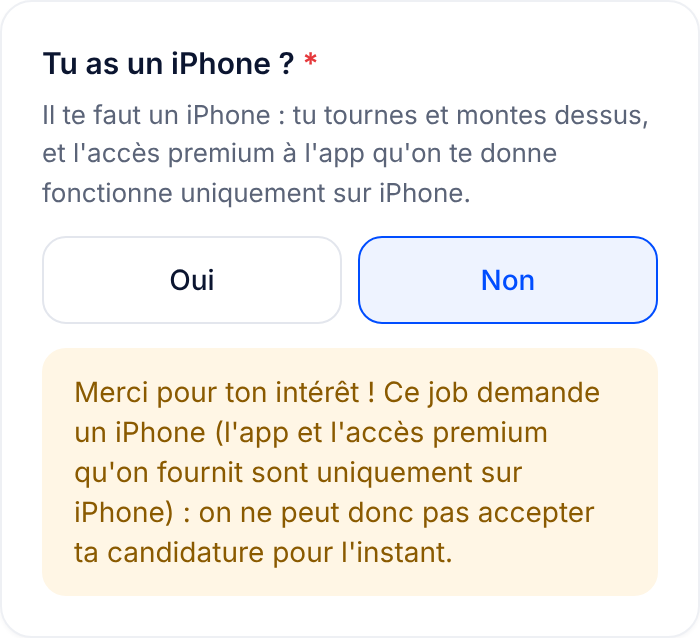 Tu as un iPhone ? *
Il te faut un iPhone : tu tournes et montes dessus,
et l'accès premium à l'app qu'on te donne
fonctionne uniquement sur iPhone.
Oui
Non
Merci pour ton intérêt ! Ce job demande
un iPhone (l'app et l'accès premium
qu'on fournit sont uniquement sur
iPhone) : on ne peut donc pas accepter
ta candidature pour l'instant.